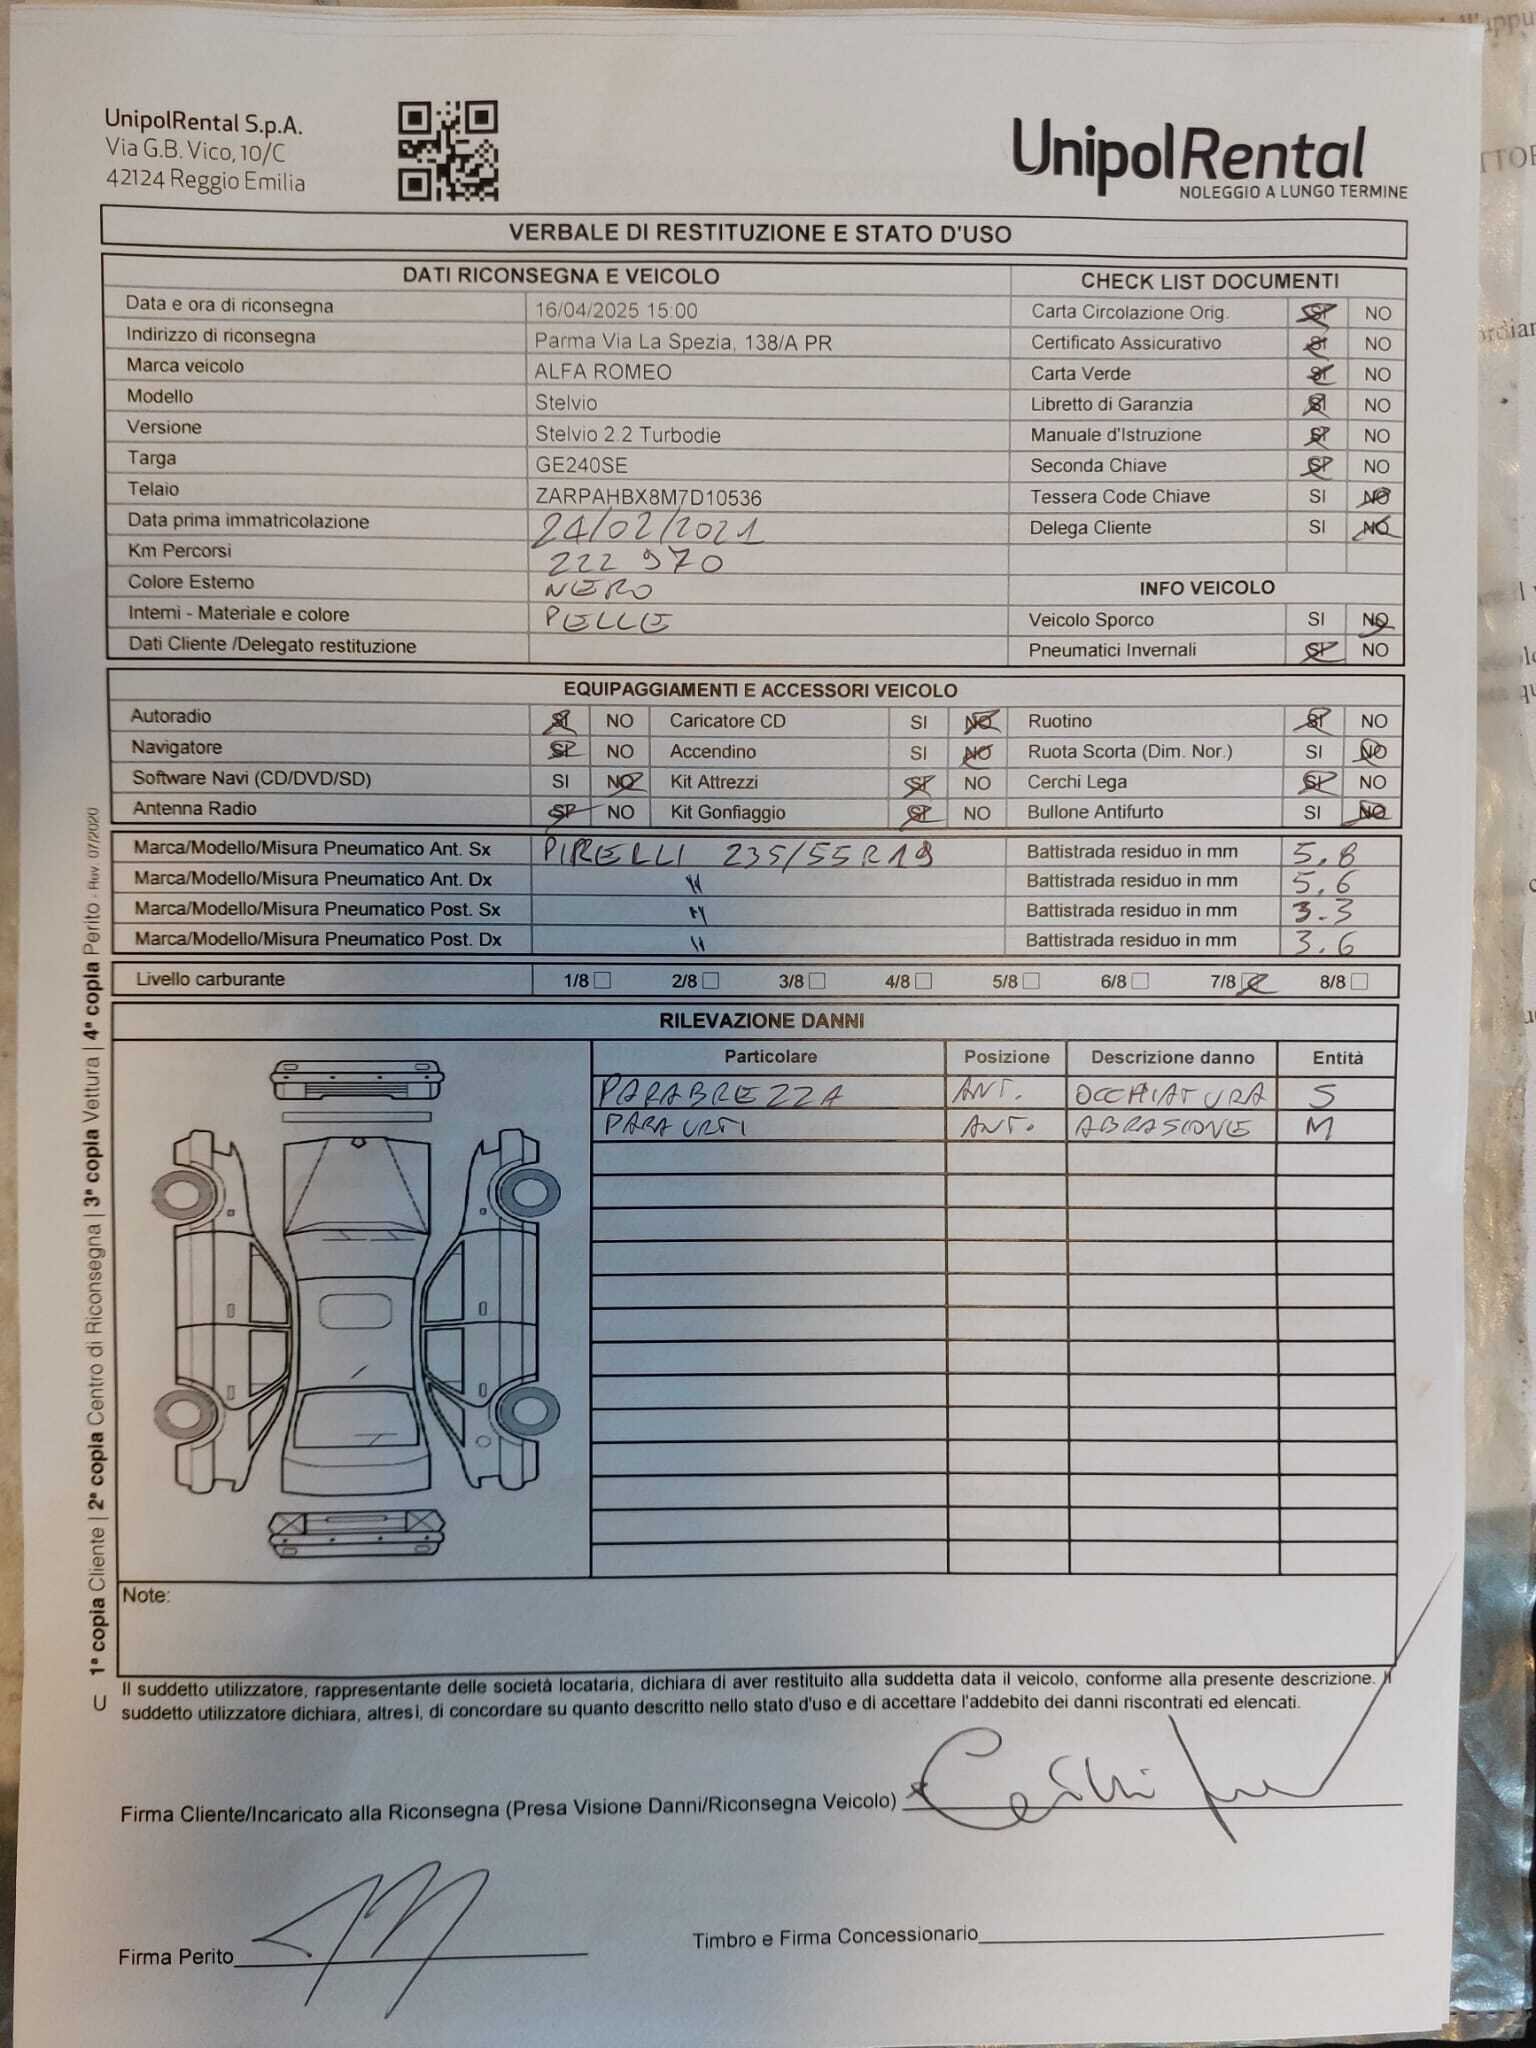 UnipolRental S.p.A.
Via G.B. Vico, 10/C
42124 Reggio Emilia
UnipolRental
NOLEGGIO A LUNGO TERMINE
VERBALE DI RESTITUZIONE E STATO D'USO
DATI RICONSEGNA E VEICOLO
Data e ora di riconsegna 16/04/2025 15:00
Indirizzo di riconsegna Parma Via La Spezia, 138/A PR
Marca veicolo ALFA ROMEO
Modello Stelvio
Versione Stelvio 2.2 Turbodie
Targa GE240SE
Telaio ZARPAHBX8M7D10536
Data prima immatricolazione 24/02/2021
Km Percorsi 222 970
Colore Esterno NERO
Interni - Materiale e colore PELLE
Dati Cliente /Delegato restituzione
CHECK LIST DOCUMENTI
Carta Circolazione Orig. SI NO
Certificato Assicurativo SI NO
Carta Verde SI NO
Libretto di Garanzia SI NO
Manuale d'Istruzione SI NO
Seconda Chiave SI NO
Tessera Code Chiave SI NO
Delega Cliente SI NO
INFO VEICOLO
Veicolo Sporco SI NO
Pneumatici Invernali SI NO
EQUIPAGGIAMENTI E ACCESSORI VEICOLO
Autoradio SI NO Caricatore CD SI NO Ruotino SI NO
Navigatore SI NO Accendino SI NO Ruota Scorta (Dim. Nor.) SI NO
Software Navi (CD/DVD/SD) SI NO Kit Attrezzi SI NO Cerchi Lega SI NO
Antenna Radio SI NO Kit Gonfiaggio SI NO Bullone Antifurto SI NO
Marca/Modello/Misura Pneumatico Ant. Sx PIRELLI 235/55R19 Battistrada residuo in mm 5.8
Marca/Modello/Misura Pneumatico Ant. Dx " Battistrada residuo in mm 5.6
Marca/Modello/Misura Pneumatico Post. Sx " Battistrada residuo in mm 3.3
Marca/Modello/Misura Pneumatico Post. Dx " Battistrada residuo in mm 3.6
Livello carburante 1/8 2/8 3/8 4/8 5/8 6/8 7/8 8/8
RILEVAZIONE DANNI
Particolare Posizione Descrizione danno Entità
PARABREZZA ANT. OCCHIATURA S
PARAURTI ANT. ABRASIONE M
Note:
Il suddetto utilizzatore, rappresentante delle società locataria, dichiara di aver restituito alla suddetta data il veicolo, conforme alla presente descrizione. Il
suddetto utilizzatore dichiara, altresì, di concordare su quanto descritto nello stato d'uso e di accettare l'addebito dei danni riscontrati ed elencati.
Firma Cliente/Incaricato alla Riconsegna (Presa Visione Danni/Riconsegna Veicolo)
Firma Perito
Timbro e Firma Concessionario
U 1ª copia Cliente | 2ª copia Centro di Riconsegna | 3ª copia Vettura | 4ª copia Perito - Rev. 07/2020